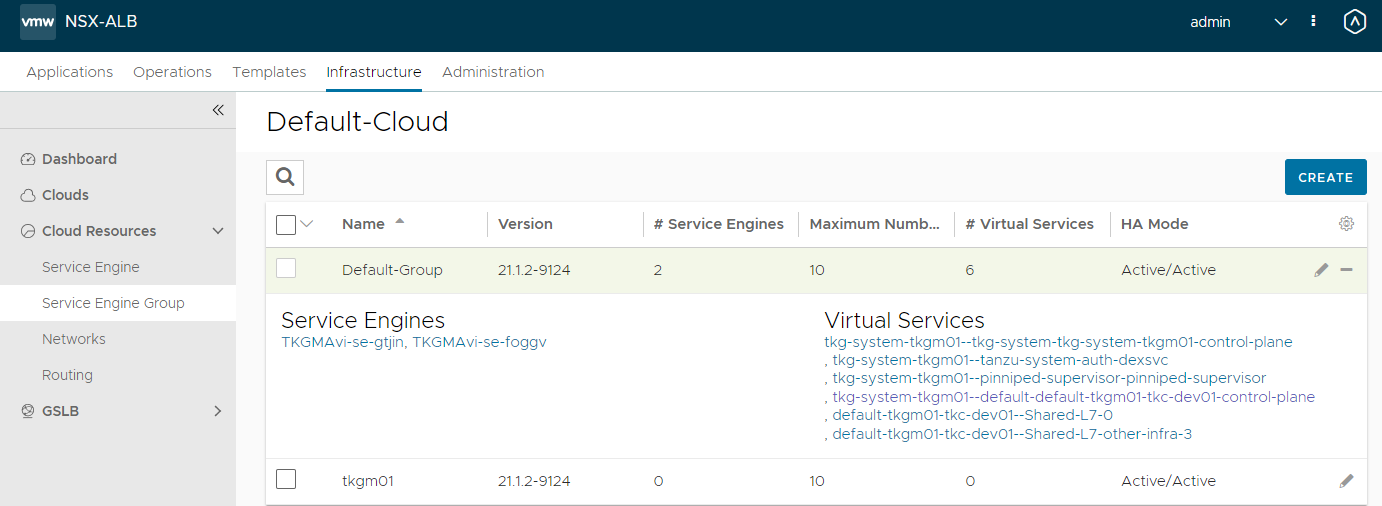 vmw NSX-ALB admin
Applications Operations Templates Infrastructure Administration
Default-Cloud
Dashboard
Clouds
Cloud Resources
Service Engine
Service Engine Group
Networks
Routing
GSLB
CREATE
Name Version # Service Engines Maximum Numb... # Virtual Services HA Mode
Default-Group 21.1.2-9124 2 10 6 Active/Active
Service Engines
TKGMAvi-se-gtjin, TKGMAvi-se-foggv
Virtual Services
tkg-system-tkgm01--tkg-system-tkg-system-tkgm01-control-plane
, tkg-system-tkgm01--tanzu-system-auth-dexsvc
, tkg-system-tkgm01--pinniped-supervisor-pinniped-supervisor
, tkg-system-tkgm01--default-default-tkgm01-tkc-dev01-control-plane
, default-tkgm01-tkc-dev01--Shared-L7-0
, default-tkgm01-tkc-dev01--Shared-L7-other-infra-3
tkgm01 21.1.2-9124 0 10 0 Active/Active